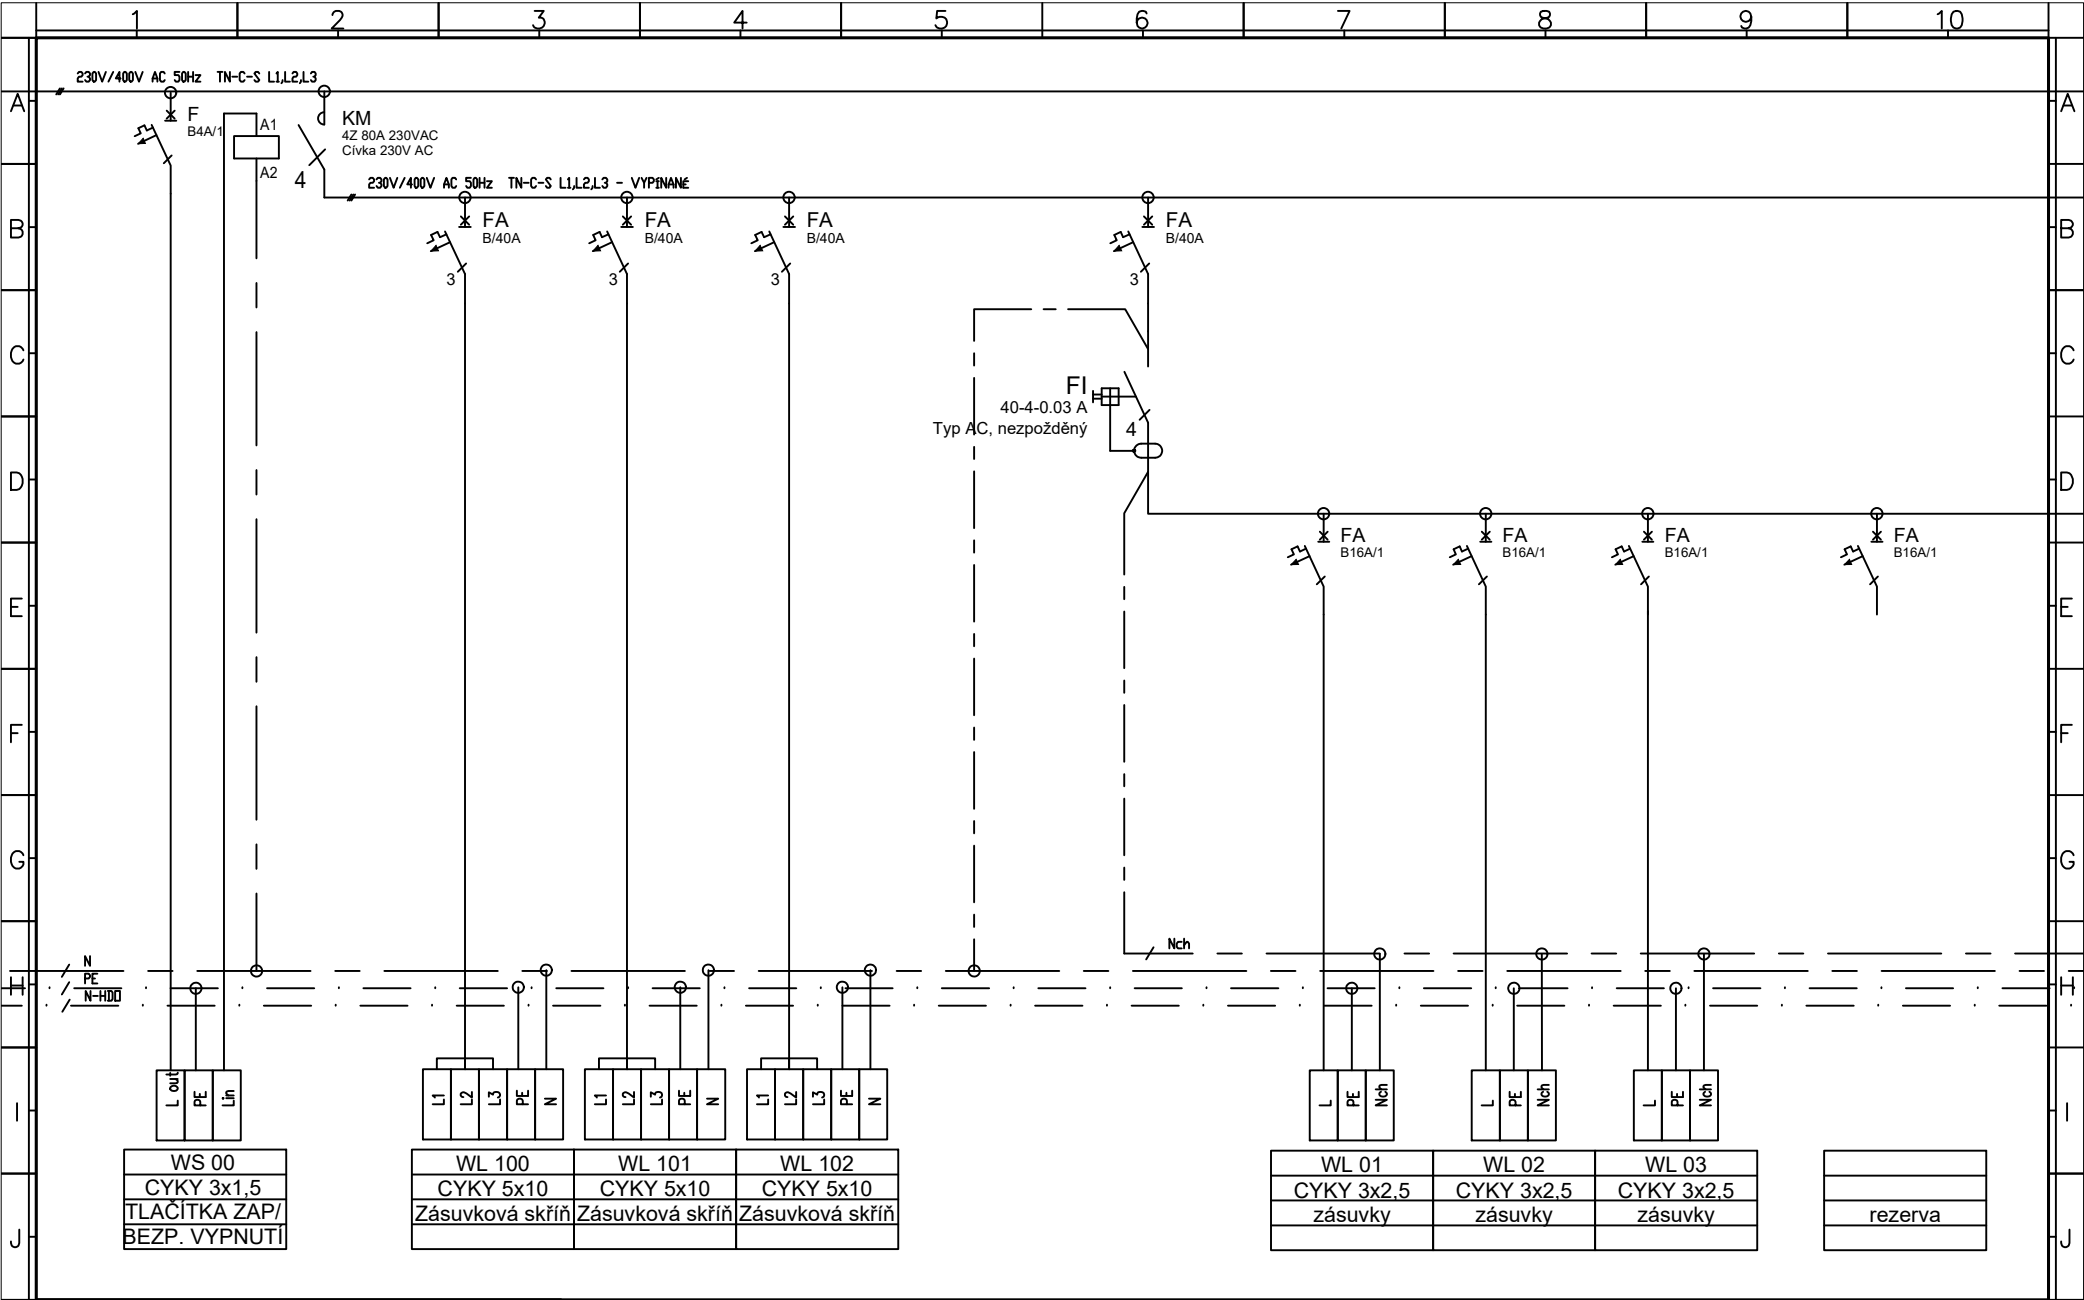 1 2 3 4 5 6 7 8 9 10
230V/400V AC 50Hz TN-C-S L1,L2,L3
A A
F
B4A/1
A1
A2
KM
4Z 80A 230VAC
Cívka 230V AC
4
230V/400V AC 50Hz TN-C-S L1,L2,L3 - VYPÍNANÉ
B B
FA FA FA FA
B/40A B/40A B/40A B/40A
3 3 3 3
C C
FI
40-4-0.03 A
Typ AC, nezpožděný
4
D D
FA FA FA FA
B16A/1 B16A/1 B16A/1 B16A/1
E E
F F
G G
Nch
N
PE
N-HDO
H H
L out PE Lin
L1 L2 L3 PE N
L1 L2 L3 PE N
L1 L2 L3 PE N
L PE Nch
L PE Nch
L PE Nch
I I
WS 00 WL 100 WL 101 WL 102 WL 01 WL 02 WL 03
CYKY 3x1,5 CYKY 5x10 CYKY 5x10 CYKY 5x10 CYKY 3x2,5 CYKY 3x2,5 CYKY 3x2,5
TLAČÍTKA ZAP/ Zásuvková skříň Zásuvková skříň Zásuvková skříň zásuvky zásuvky zásuvky rezerva
BEZP. VYPNUTÍ
J J